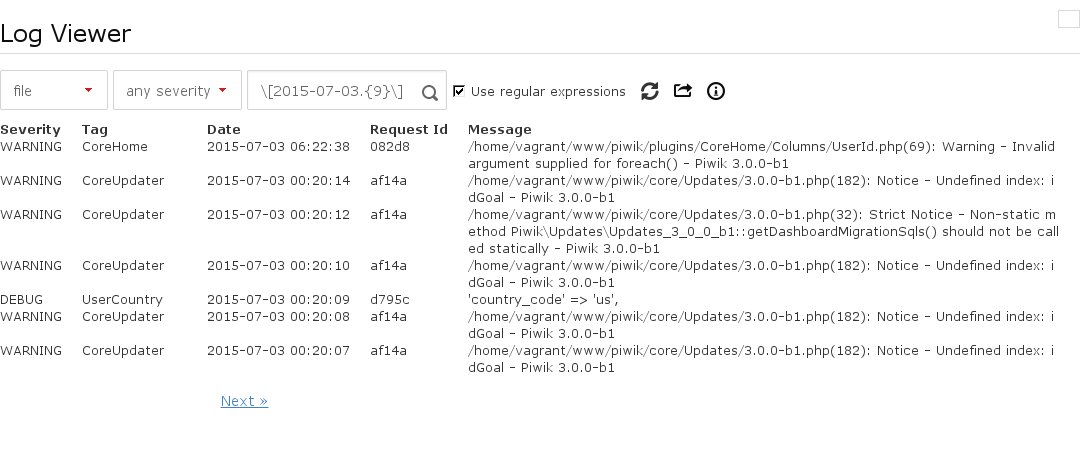 Log Viewer
file any severity \[2015-07-03.{9}\] Use regular expressions
Severity Tag Date Request Id Message
WARNING CoreHome 2015-07-03 06:22:38 082d8 /home/vagrant/www/piwik/plugins/CoreHome/Columns/UserId.php(69): Warning - Invalid
argument supplied for foreach() - Piwik 3.0.0-b1
WARNING CoreUpdater 2015-07-03 00:20:14 af14a /home/vagrant/www/piwik/core/Updates/3.0.0-b1.php(182): Notice - Undefined index: i
dGoal - Piwik 3.0.0-b1
WARNING CoreUpdater 2015-07-03 00:20:12 af14a /home/vagrant/www/piwik/core/Updates/3.0.0-b1.php(32): Strict Notice - Non-static m
ethod Piwik\Updates\Updates_3_0_0_b1::getDashboardMigrationSqls() should not be call
ed statically - Piwik 3.0.0-b1
WARNING CoreUpdater 2015-07-03 00:20:10 af14a /home/vagrant/www/piwik/core/Updates/3.0.0-b1.php(182): Notice - Undefined index: i
dGoal - Piwik 3.0.0-b1
DEBUG UserCountry 2015-07-03 00:20:09 d795c 'country_code' => 'us',
WARNING CoreUpdater 2015-07-03 00:20:08 af14a /home/vagrant/www/piwik/core/Updates/3.0.0-b1.php(182): Notice - Undefined index: i
dGoal - Piwik 3.0.0-b1
WARNING CoreUpdater 2015-07-03 00:20:07 af14a /home/vagrant/www/piwik/core/Updates/3.0.0-b1.php(182): Notice - Undefined index: i
dGoal - Piwik 3.0.0-b1
Next »